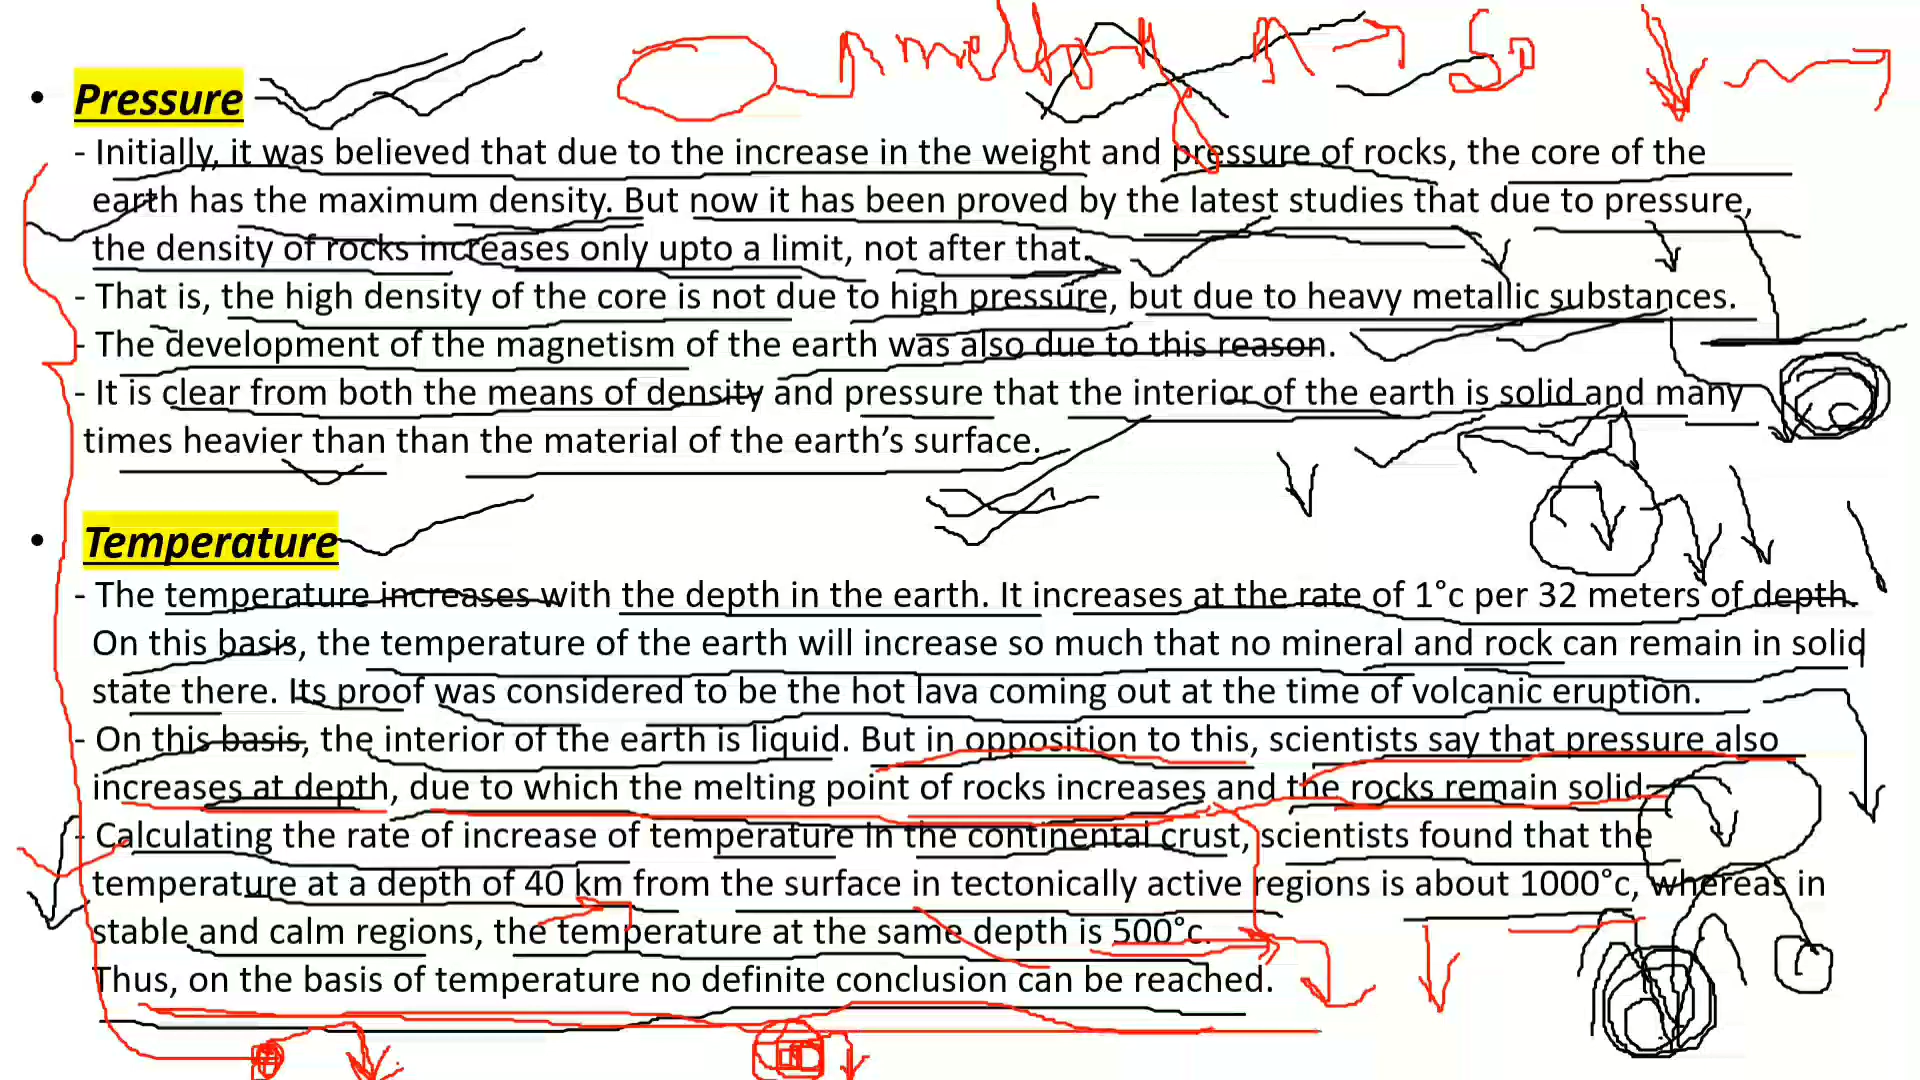 • Pressure
- Initially, it was believed that due to the increase in the weight and pressure of rocks, the core of the
earth has the maximum density. But now it has been proved by the latest studies that due to pressure,
the density of rocks increases only upto a limit, not after that.
- That is, the high density of the core is not due to high pressure, but due to heavy metallic substances.
- The development of the magnetism of the earth was also due to this reason.
- It is clear from both the means of density and pressure that the interior of the earth is solid and many
times heavier than than the material of the earth’s surface.
• Temperature
- The temperature increases with the depth in the earth. It increases at the rate of 1°c per 32 meters of depth.
On this basis, the temperature of the earth will increase so much that no mineral and rock can remain in solid
state there. Its proof was considered to be the hot lava coming out at the time of volcanic eruption.
- On this basis, the interior of the earth is liquid. But in opposition to this, scientists say that pressure also
increases at depth, due to which the melting point of rocks increases and the rocks remain solid.
- Calculating the rate of increase of temperature in the continental crust, scientists found that the
temperature at a depth of 40 km from the surface in tectonically active regions is about 1000°c, whereas in
stable and calm regions, the temperature at the same depth is 500°c.
Thus, on the basis of temperature no definite conclusion can be reached.